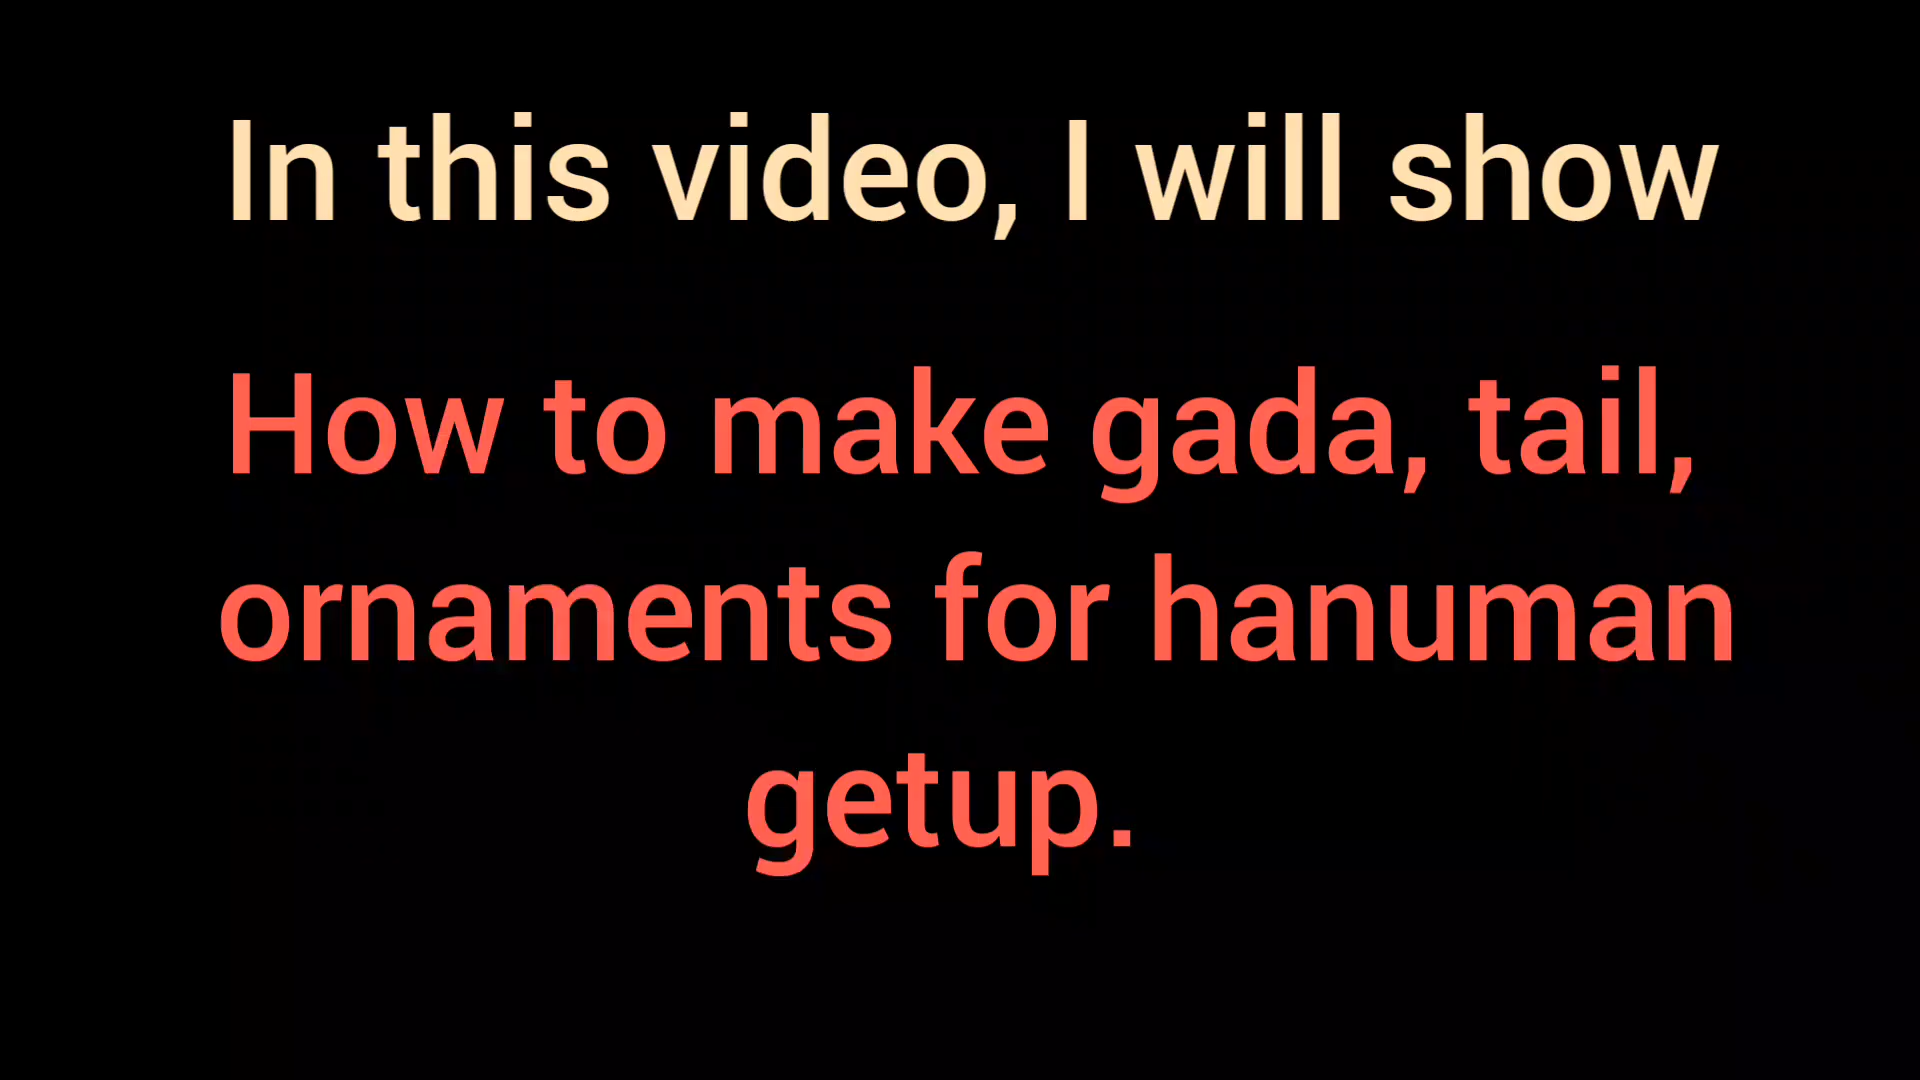 In this video, I will show
How to make gada, tail,
ornaments for hanuman
getup.